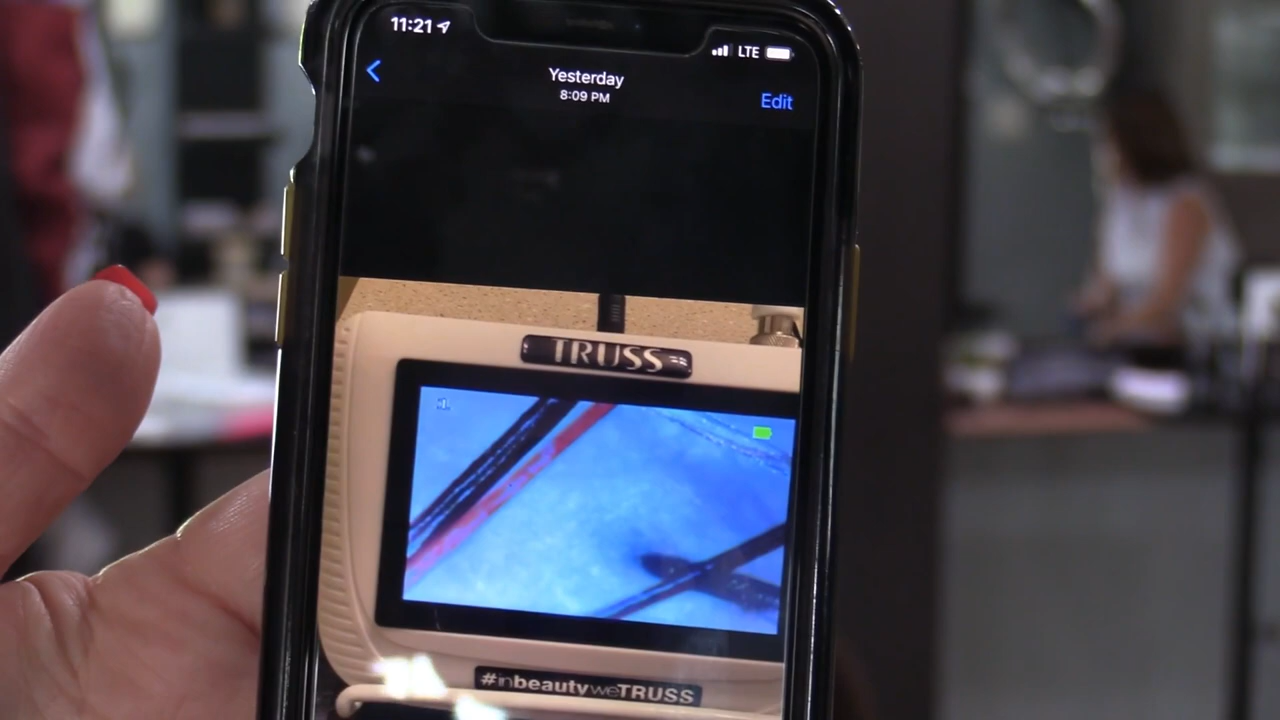 11:21
LTE
Yesterday
8:09 PM
Edit
TRUSS
#inbeautyweTRUSS